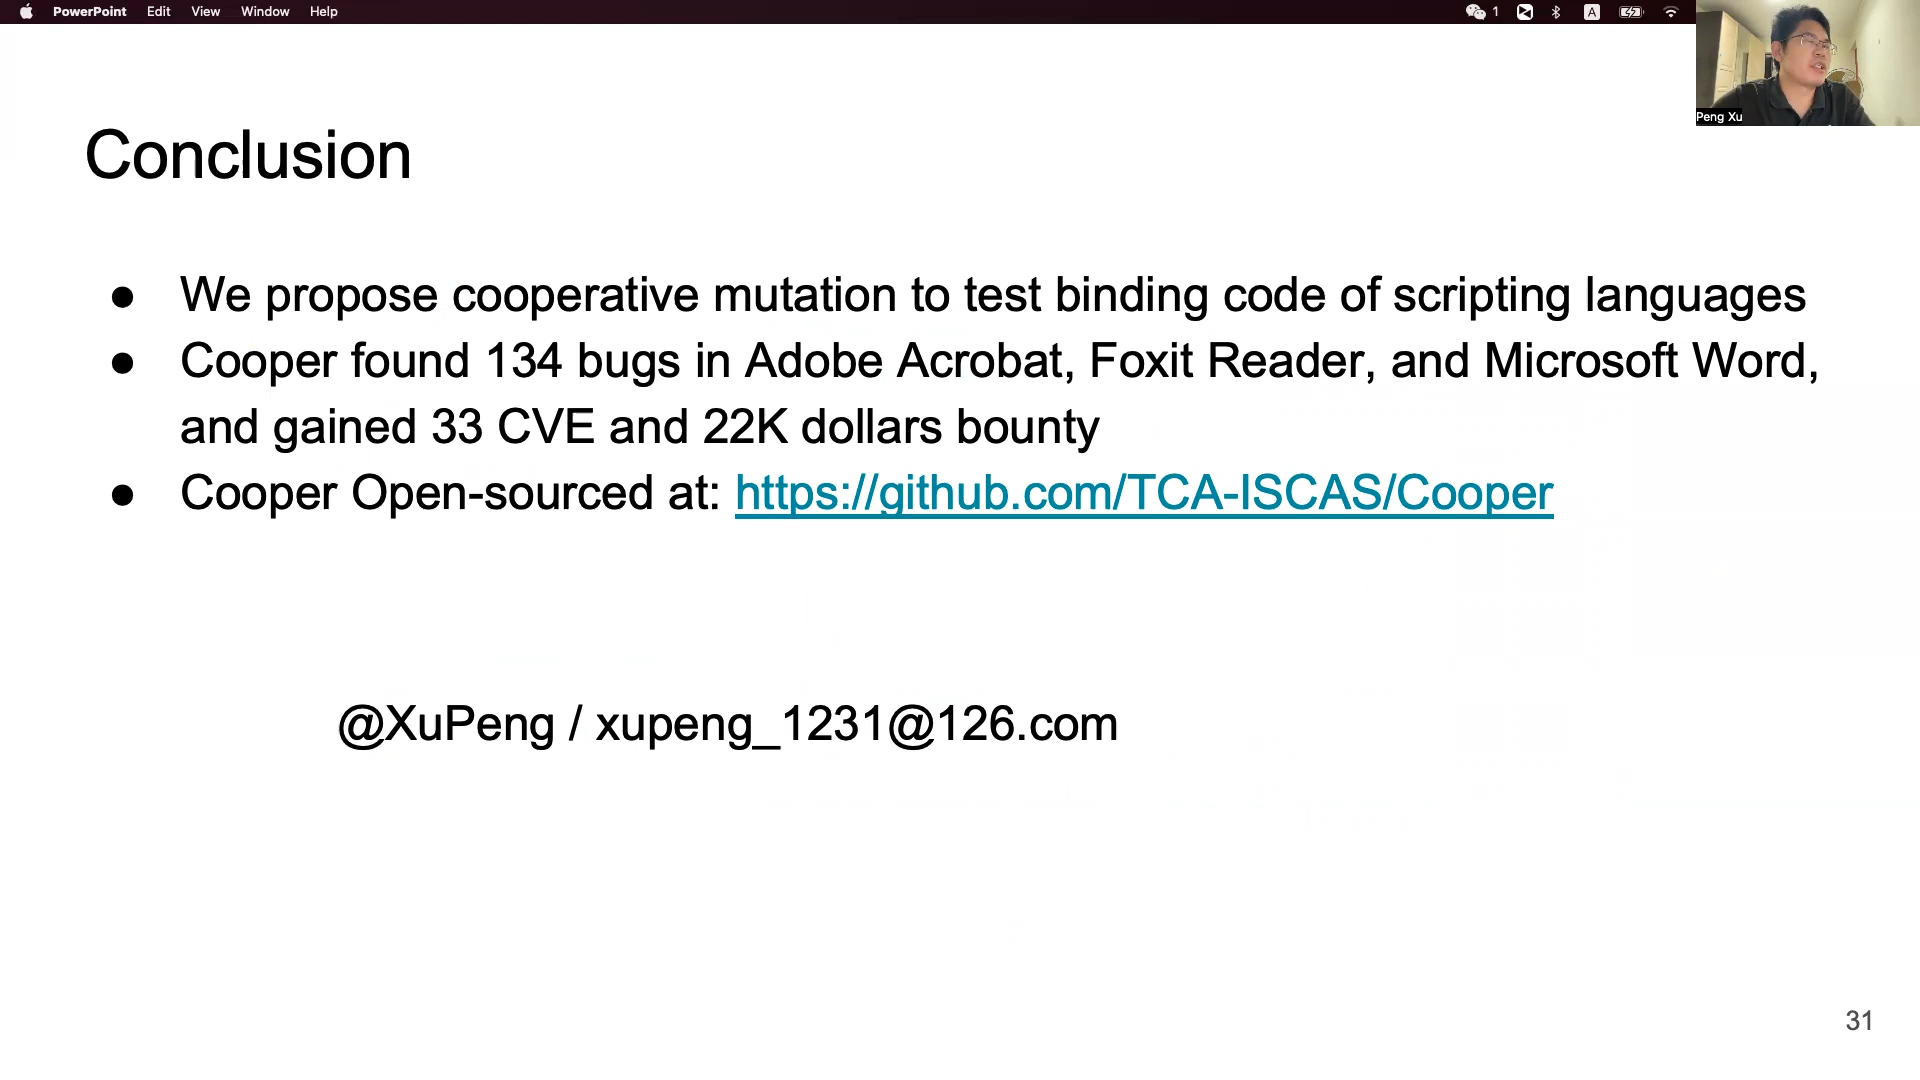 PowerPoint Edit View Window Help 1 A
Peng Xu
Conclusion
● We propose cooperative mutation to test binding code of scripting languages
● Cooper found 134 bugs in Adobe Acrobat, Foxit Reader, and Microsoft Word,
and gained 33 CVE and 22K dollars bounty
● Cooper Open-sourced at: https://github.com/TCA-ISCAS/Cooper
@XuPeng / xupeng_1231@126.com
31